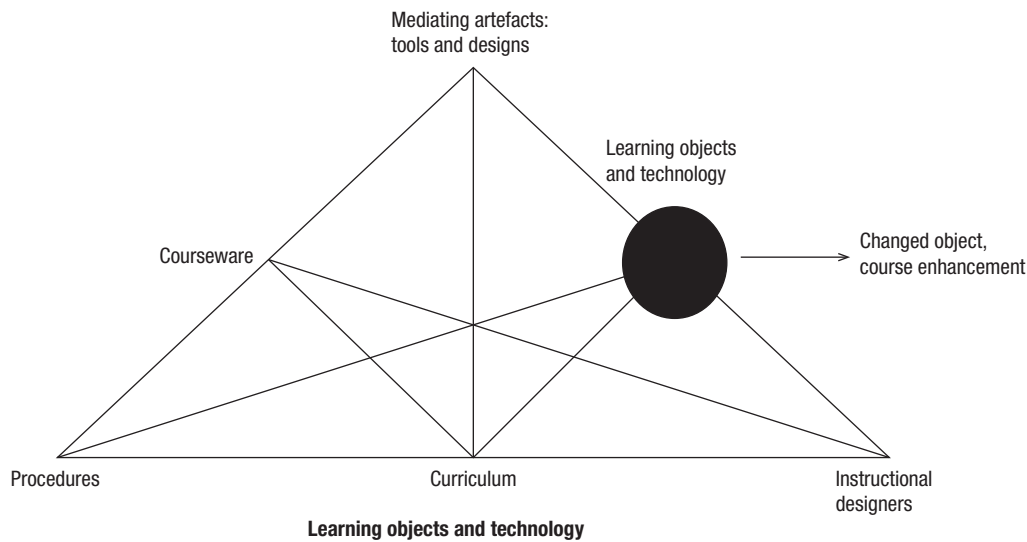 Mediating artefacts:
tools and designs
Learning objects
and technology
Courseware
Changed object,
course enhancement
Procedures
Curriculum
Instructional
designers
Learning objects and technology